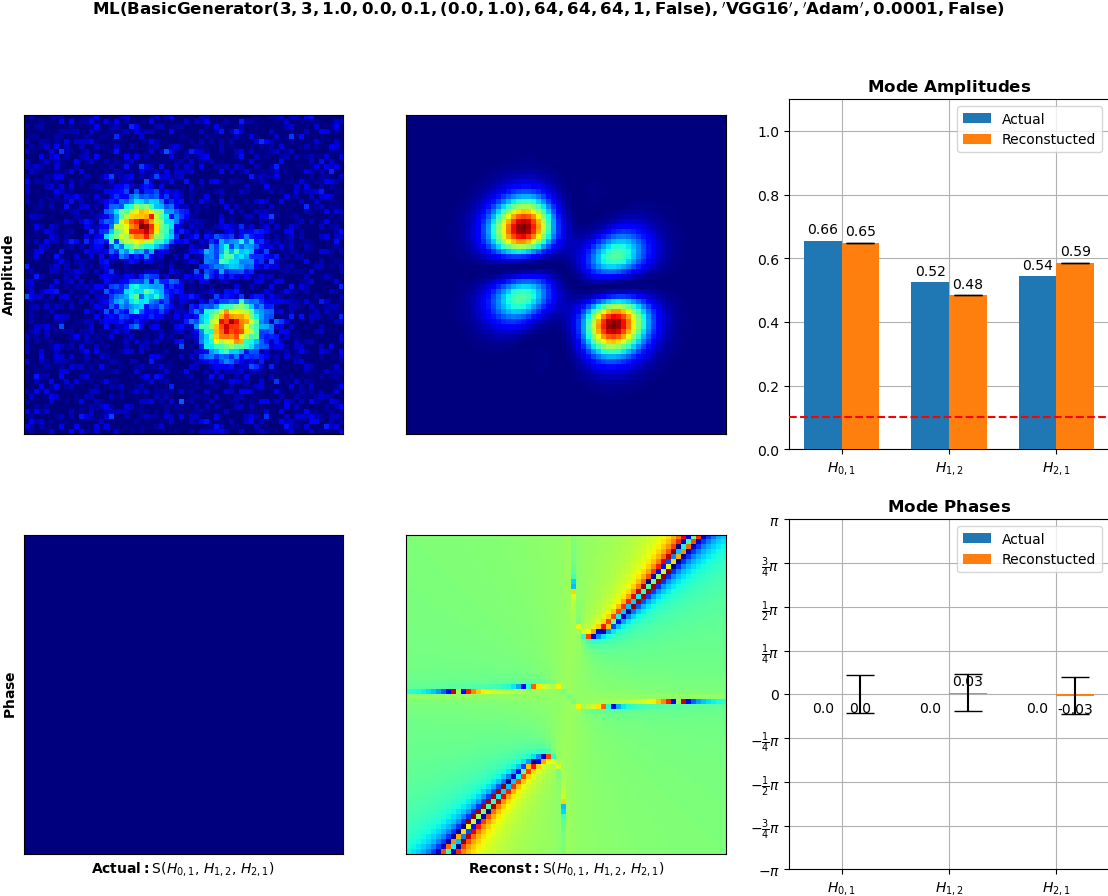 ML(BasicGenerator(3, 3, 1.0, 0.0, 0.1, (0.0, 1.0), 64, 64, 64, 1, False), ′VGG16′, ′Adam′, 0.0001, False)
Amplitude
Mode Amplitudes
Actual
Reconstucted
1.0
0.8
0.6
0.4
0.2
0.0
0.66
0.65
0.52
0.48
0.54
0.59
H0,1
H1,2
H2,1
Phase
Actual: S(H0,1, H1,2, H2,1)
Reconst: S(H0,1, H1,2, H2,1)
Mode Phases
Actual
Reconstucted
π
3/4π
1/2π
1/4π
0
−1/4π
−1/2π
−3/4π
−π
0.0
0.0
0.0
0.03
0.0
-0.03
H0,1
H1,2
H2,1